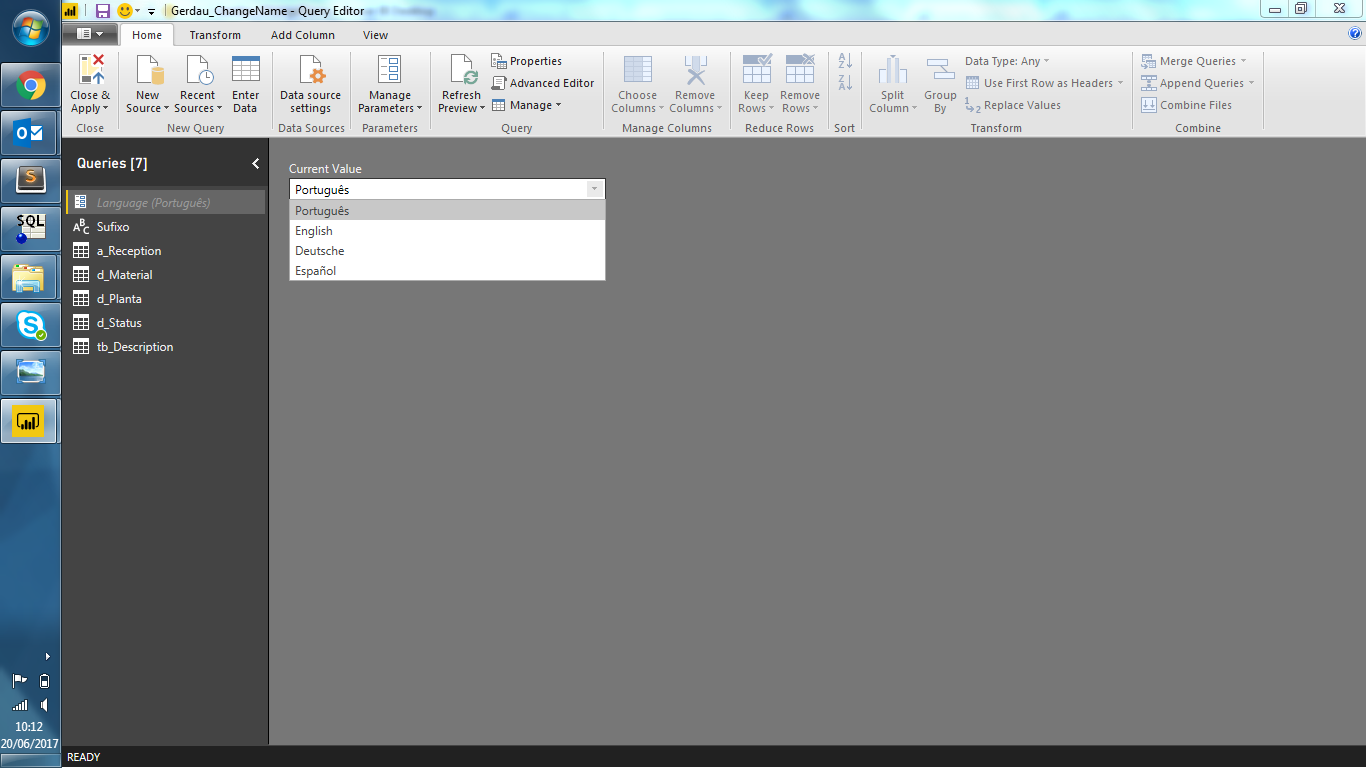 Gerdau_ChangeName - Query Editor
Home Transform Add Column View
Close & Apply
Close
New Source
Recent Sources
Enter Data
New Query
Data source settings
Data Sources
Manage Parameters
Parameters
Refresh Preview
Properties
Advanced Editor
Manage
Query
Choose Columns
Remove Columns
Manage Columns
Keep Rows
Remove Rows
Reduce Rows
A
Z
Z
A
Sort
Split Column
Group By
Data Type: Any
Use First Row as Headers
1 2 Replace Values
Transform
Merge Queries
Append Queries
Combine Files
Combine
Queries [7]
Language (Português)
ABC Sufixo
a_Reception
d_Material
d_Planta
d_Status
tb_Description
Current Value
Português
Português
English
Deutsche
Español
S
SQL
S
10:12
20/06/2017
READY